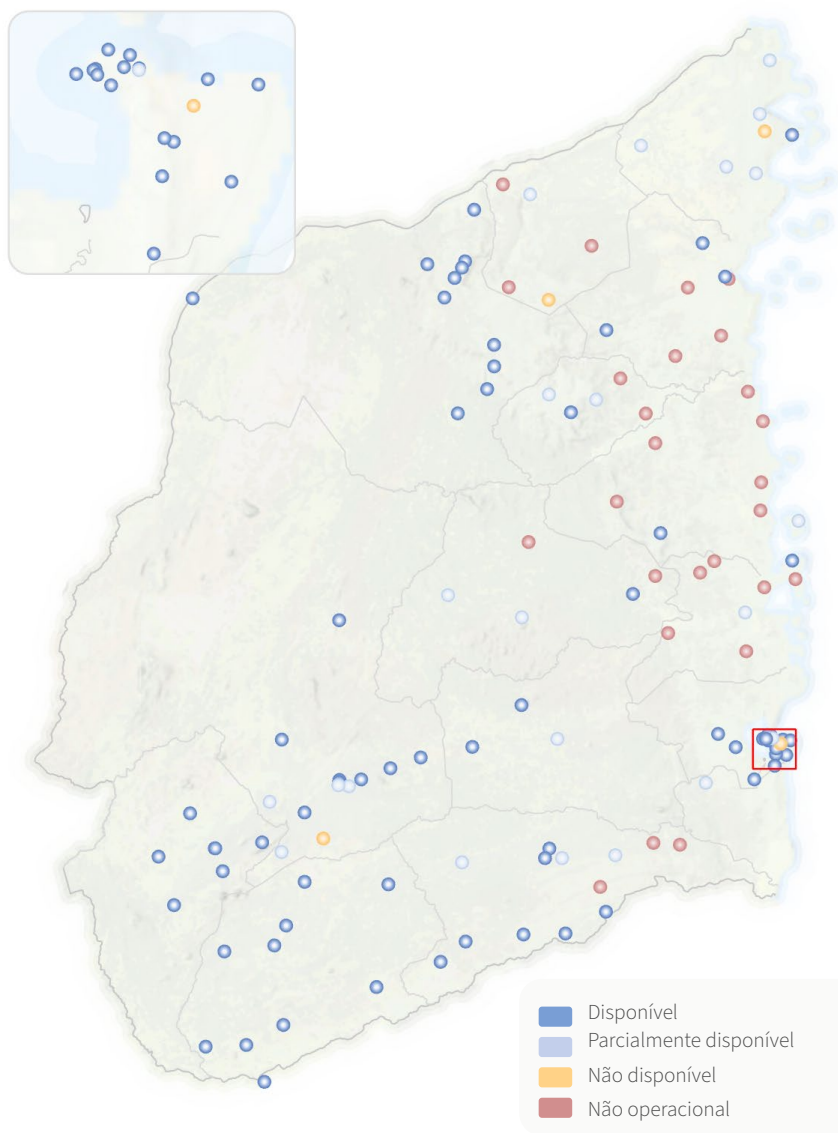 Disponível
Parcialmente disponível
Não disponível
Não operacional